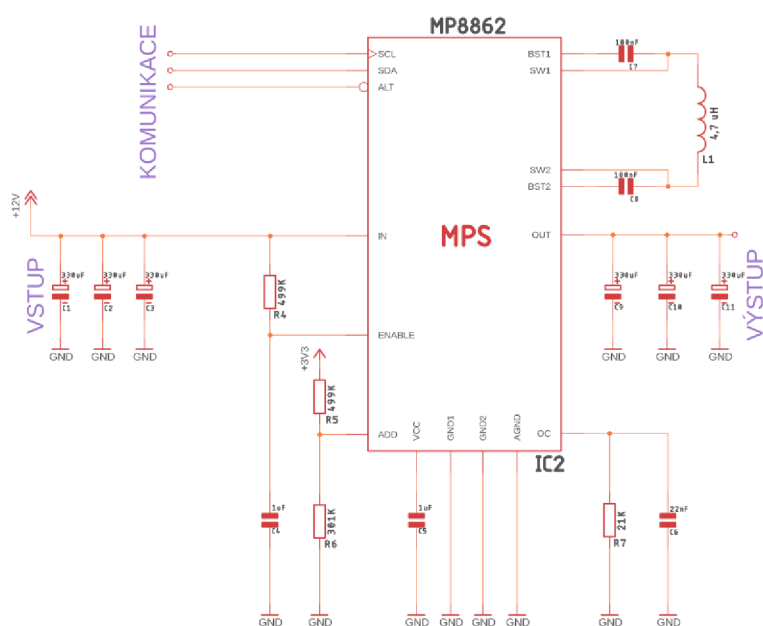 MP8862
KOMUNIKACE
SCL
SDA
ALT
BST1
SW1
100nF
C7
4,7 uH
L1
SW2
BST2
100nF
C8
+12V
IN
MPS
OUT
VSTUP
330uF
C1
330uF
C2
330uF
C3
GND
GND
GND
499K
R4
ENABLE
330uF
C9
330uF
C10
330uF
C11
GND
GND
GND
VÝSTUP
+3V3
499K
R5
ADD
VCC
GND1
GND2
AGND
OC
IC2
1uF
C4
301K
R6
1uF
C5
21K
R7
22nF
C6
GND
GND
GND
GND
GND
GND
GND
GND